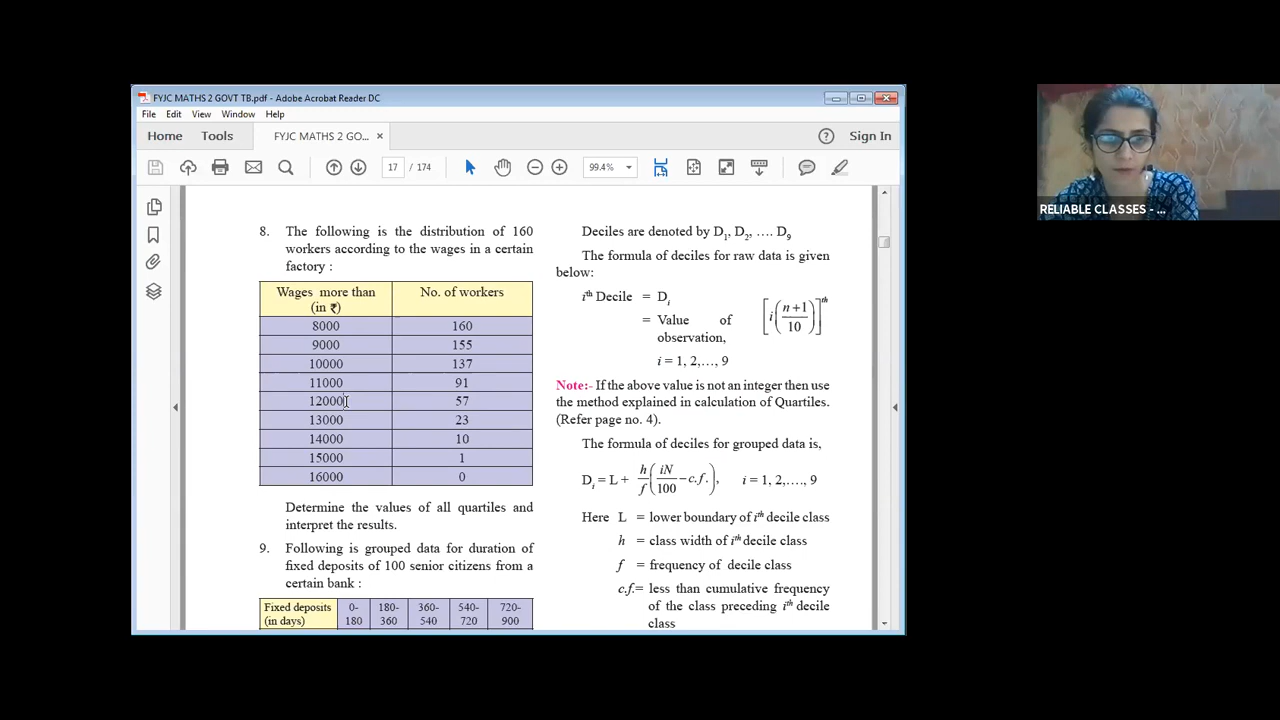 FYJC MATHS 2 GOVT TB.pdf - Adobe Acrobat Reader DC
File Edit View Window Help
Home Tools FYJC MATHS 2 GO... × ? Sign In
17 / 174 99.4%
8. The following is the distribution of 160
workers according to the wages in a certain
factory :
Wages more than No. of workers
(in ₹)
8000 160
9000 155
10000 137
11000 91
12000 57
13000 23
14000 10
15000 1
16000 0
Determine the values of all quartiles and
interpret the results.
9. Following is grouped data for duration of
fixed deposits of 100 senior citizens from a
certain bank :
Fixed deposits 0- 180- 360- 540- 720-
(in days) 180 360 540 720 900
Deciles are denoted by D₁, D₂, …. D₉
The formula of deciles for raw data is given
below:
iᵗʰ Decile = Dᵢ
= Value of [i((n+1)/10)]ᵗʰ
observation,
i = 1, 2,…, 9
Note:- If the above value is not an integer then use
the method explained in calculation of Quartiles.
(Refer page no. 4).
The formula of deciles for grouped data is,
Dᵢ = L + h/f (iN/100 − c.f.), i = 1, 2,…., 9
Here L = lower boundary of iᵗʰ decile class
h = class width of iᵗʰ decile class
f = frequency of decile class
c.f.= less than cumulative frequency
of the class preceding iᵗʰ decile
class
RELIABLE CLASSES - ...